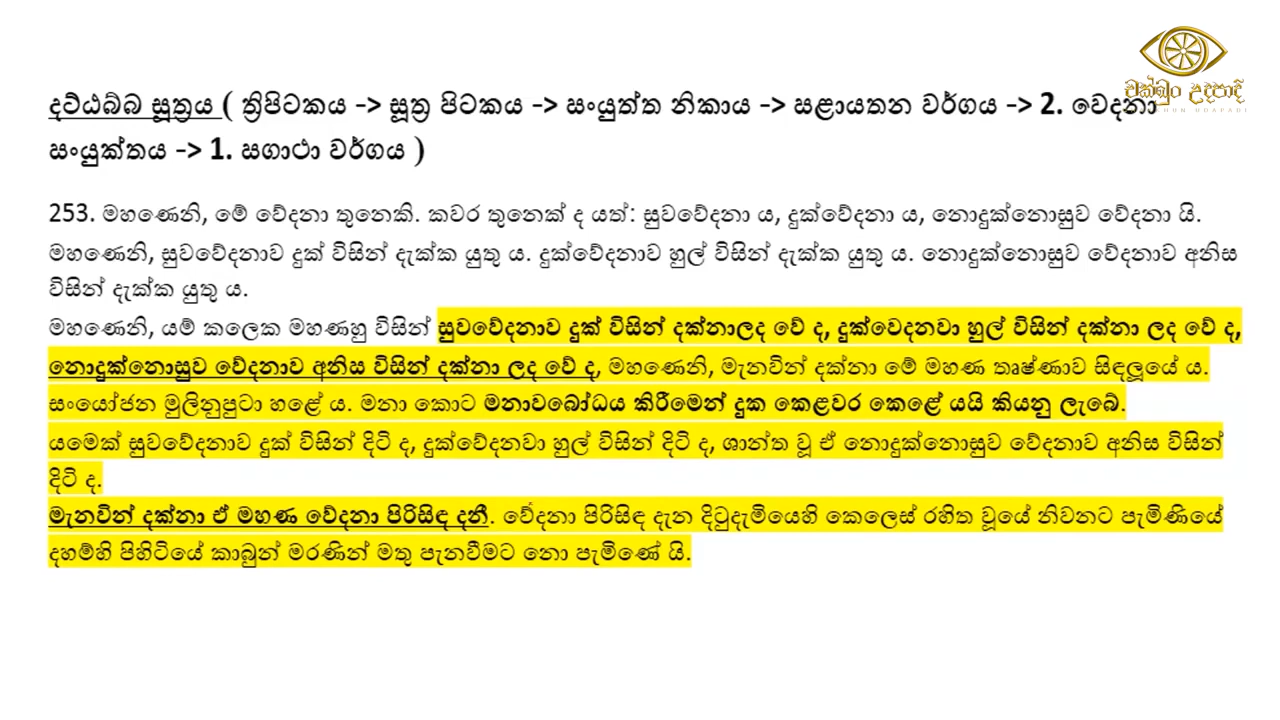 චක්ඛුං උදපාදී
දට්ඨබ්බ සූත්‍රය ( ත්‍රිපිටකය -> සූත්‍ර පිටකය -> සංයුත්ත නිකාය -> සළායතන වර්ගය -> 2. වේදනා
සංයුක්තය -> 1. සගාථා වර්ගය )
253. මහණෙනි, මේ වේදනා තුනෙකි. කවර තුනෙක් ද යත්: සුවවේදනා ය, දුක්වේදනා ය, නොදුක්නොසුව වේදනා යි.
මහණෙනි, සුවවේදනාව දුක් විසින් දැක්ක යුතු ය. දුක්වේදනාව හුල් විසින් දැක්ක යුතු ය. නොදුක්නොසුව වේදනාව අනිස
විසින් දැක්ක යුතු ය.
මහණෙනි, යම් කලෙක මහණහු විසින් සුවවේදනාව දුක් විසින් දක්නාලද වේ ද, දුක්වෙදනවා හුල් විසින් දක්නා ලද වේ ද,
නොදුක්නොසුව වේදනාව අනිස විසින් දක්නා ලද වේ ද, මහණෙනි, මැනවින් දක්නා මේ මහණ තෘෂ්ණාව සිඳලූයේ ය.
සංයෝජන මුලිනුපුටා හළේ ය. මනා කොට මනාවබෝධය කිරීමෙන් දුක කෙළවර කෙළේ යයි කියනු ලැබේ.
යමෙක් සුවවේදනාව දුක් විසින් දිටි ද, දුක්වේදනවා හුල් විසින් දිටි ද, ශාන්ත වූ ඒ නොදුක්නොසුව වේදනාව අනිස විසින්
දිටි ද.
මැනවින් දක්නා ඒ මහණ වේදනා පිරිසිඳ දනී. වේදනා පිරිසිඳ දැන දිටුදැමියෙහි කෙලෙස් රහිත වූයේ නිවනට පැමිණියේ
දහම්හි පිහිටියේ කාබුන් මරණින් මතු පැනවීමට නො පැමිණේ යි.